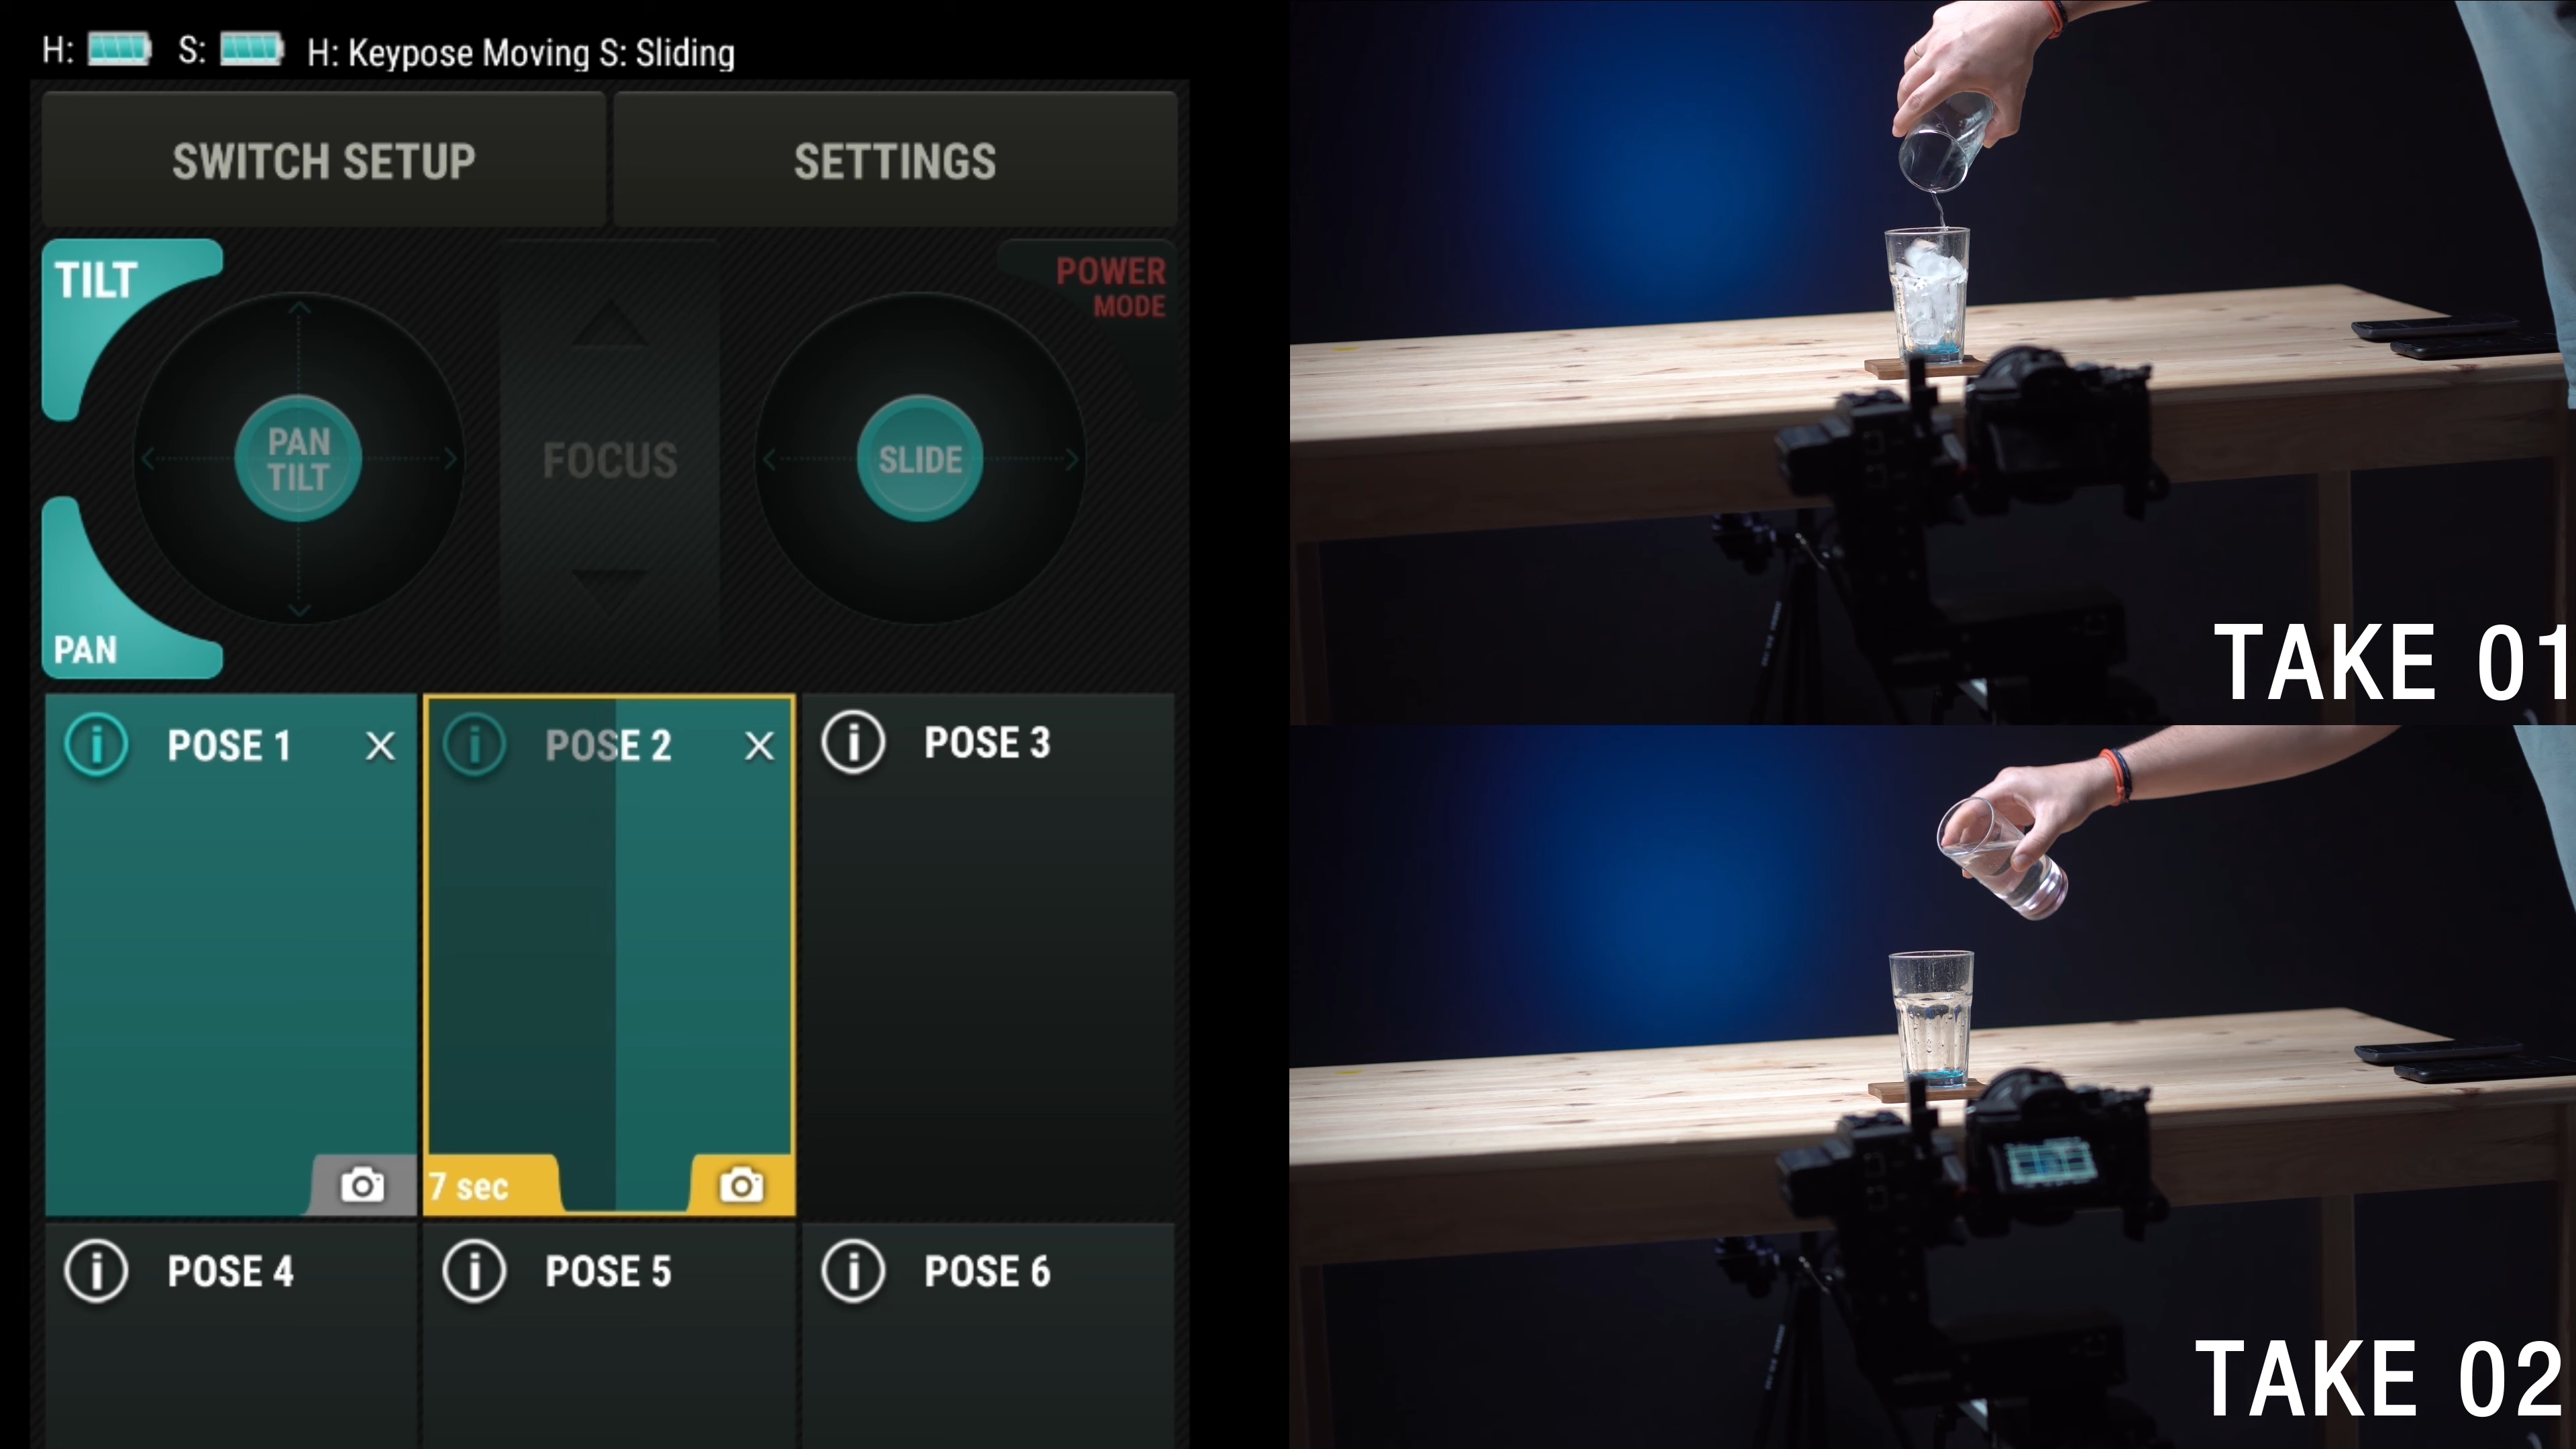 H: S: H: Keypose Moving S: Sliding
SWITCH SETUP
SETTINGS
TILT
POWER
MODE
PAN
TILT
FOCUS
SLIDE
PAN
POSE 1 X
POSE 2 X
POSE 3
7 sec
POSE 4
POSE 5
POSE 6
TAKE 01
TAKE 02